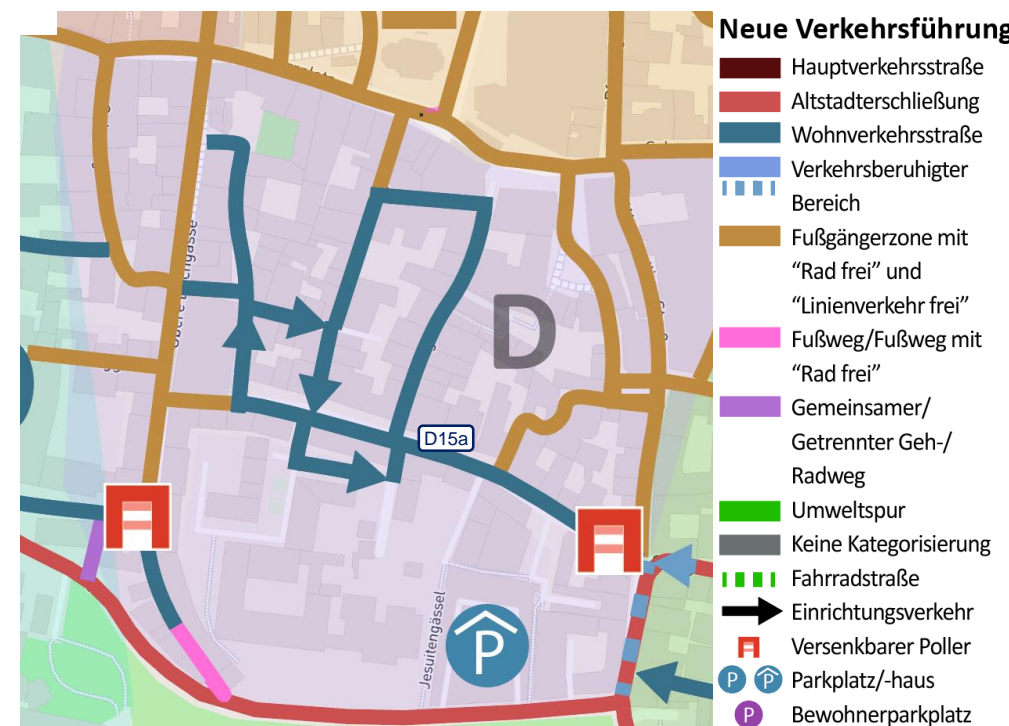 Neue Verkehrsführung
Hauptverkehrsstraße
Altstadterschließung
Wohnverkehrsstraße
Verkehrsberuhigter
Bereich
Fußgängerzone mit
“Rad frei” und
“Linienverkehr frei”
Fußweg/Fußweg mit
“Rad frei”
Gemeinsamer/
Getrennter Geh-/
Radweg
Umweltspur
Keine Kategorisierung
Fahrradstraße
Einrichtungsverkehr
Versenkbarer Poller
P P Parkplatz/-haus
P Bewohnerparkplatz
D
D15a
Jesuitengässel
P